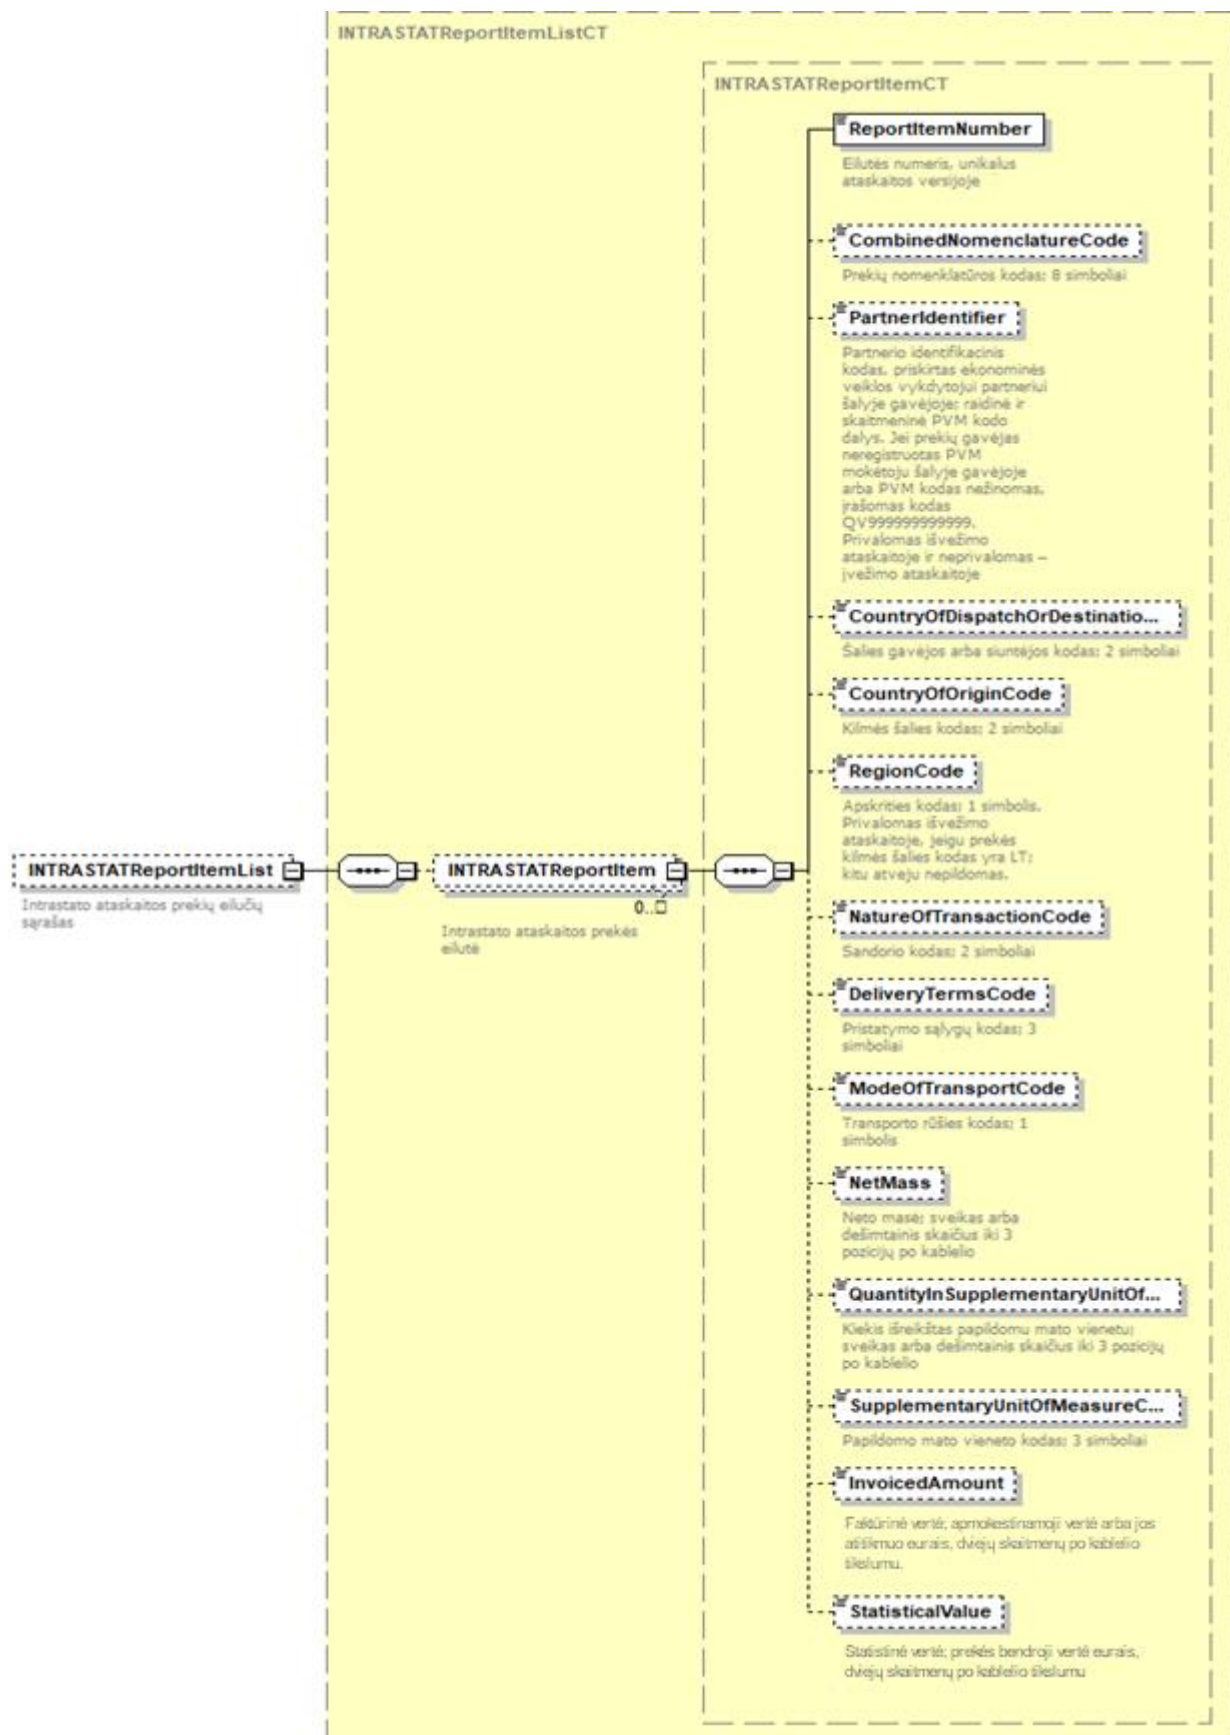 INTRASTATReportItemListCT
INTRASTATReportItemCT
ReportItemNumber
Eilutės numeris, unikalus
ataskaitos versijoje
CombinedNomenclatureCode
Prekių nomenklatūros kodas; 8 simboliai
PartnerIdentifier
Partnerio identifikacinis
kodas, priskirtas ekonominės
veiklos vykdytojui partneriui
šalyje gavėjoje; raidinė ir
skaitmeninė PVM kodo
dalys. Jei prekių gavėjas
neregistruotas PVM
mokėtoju šalyje gavėjoje
arba PVM kodas nežinomas,
įrašomas kodas
QV999999999999.
Privalomas išvežimo
ataskaitoje ir neprivalomas –
įvežimo ataskaitoje
CountryOfDispatchOrDestinatio...
Šalies gavėjos arba siuntėjos kodas; 2 simboliai
CountryOfOriginCode
Kilmės šalies kodas; 2 simboliai
RegionCode
Apskrities kodas; 1 simbolis.
Privalomas išvežimo
ataskaitoje, jeigu prekės
kilmės šalies kodas yra LT;
kitu atveju nepildomas.
INTRASTATReportItemList
Intrastato ataskaitos prekių eilučių
sąrašas
INTRASTATReportItem
0..
Intrastato ataskaitos prekės
eilutė
NatureOfTransactionCode
Sandorio kodas; 2 simboliai
DeliveryTermsCode
Pristatymo sąlygų kodas; 3
simboliai
ModeOfTransportCode
Transporto rūšies kodas; 1
simbolis
NetMass
Neto masė; sveikas arba
dešimtainis skaičius iki 3
pozicijų po kablelio
QuantityInSupplementaryUnitOf...
Kiekis išreikštas papildomu mato vienetu;
sveikas arba dešimtainis skaičius iki 3 pozicijų
po kablelio
SupplementaryUnitOfMeasureC...
Papildomo mato vieneto kodas; 3 simboliai
InvoicedAmount
Faktūrinė vertė; apmokestinamoji vertė arba jos
atitikmuo eurais, dviejų skaitmenų po kablelio
tikslumu.
StatisticalValue
Statistinė vertė; prekės bendroji vertė eurais,
dviejų skaitmenų po kablelio tikslumu